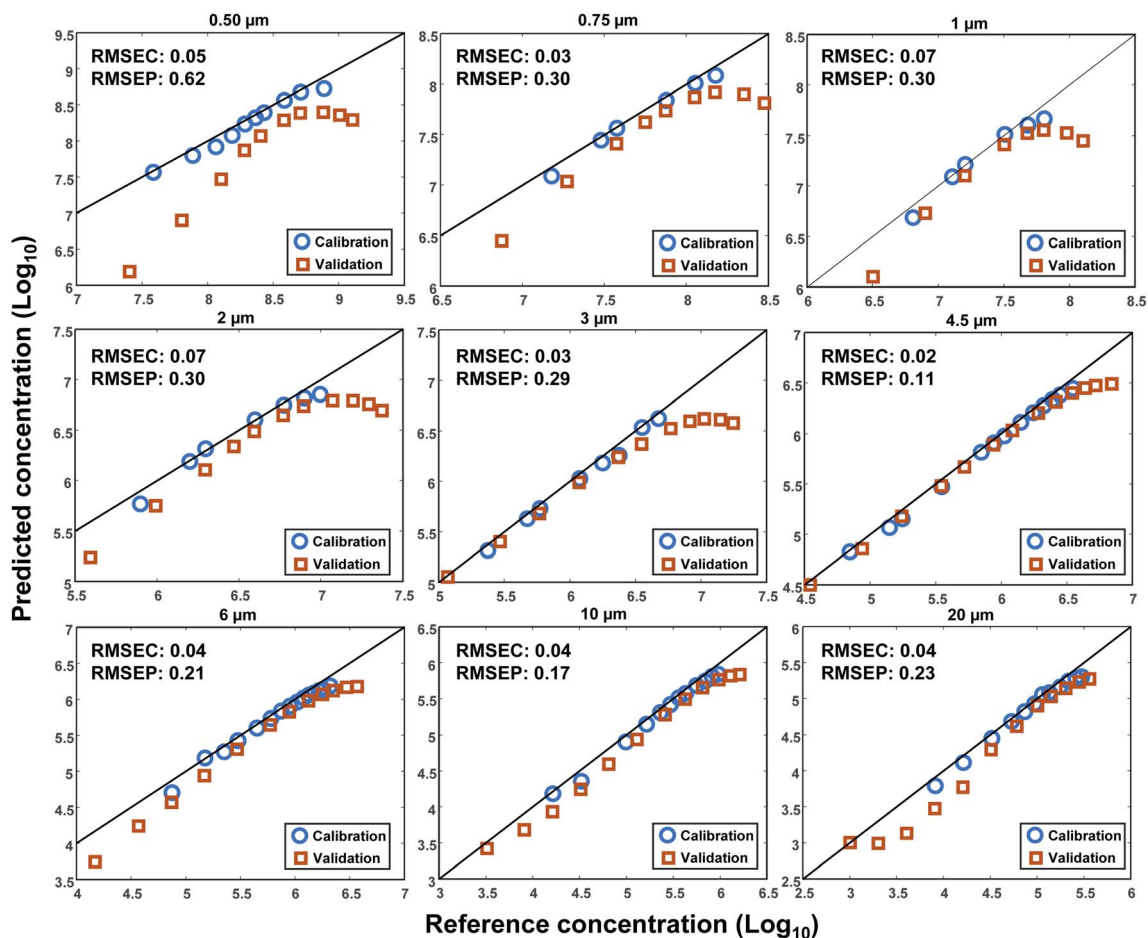 Predicted concentration (Log₁₀)
0.50 µm
RMSEC: 0.05
RMSEP: 0.62
9.5
9
8.5
8
7.5
7
6.5
6
Calibration
Validation
7 7.5 8 8.5 9 9.5
0.75 µm
RMSEC: 0.03
RMSEP: 0.30
8.5
8
7.5
7
6.5
6
Calibration
Validation
6.5 7 7.5 8 8.5
1 µm
RMSEC: 0.07
RMSEP: 0.30
8.5
8
7.5
7
6.5
6
Calibration
Validation
6 6.5 7 7.5 8 8.5
2 µm
RMSEC: 0.07
RMSEP: 0.30
7.5
7
6.5
6
5.5
5
Calibration
Validation
5.5 6 6.5 7 7.5
3 µm
RMSEC: 0.03
RMSEP: 0.29
7.5
7
6.5
6
5.5
5
Calibration
Validation
5 5.5 6 6.5 7 7.5
4.5 µm
RMSEC: 0.02
RMSEP: 0.11
7
6.5
6
5.5
5
4.5
Calibration
Validation
4.5 5 5.5 6 6.5 7
6 µm
RMSEC: 0.04
RMSEP: 0.21
7
6.5
6
5.5
5
4.5
4
3.5
Calibration
Validation
4 4.5 5 5.5 6 6.5 7
10 µm
RMSEC: 0.04
RMSEP: 0.17
6.5
6
5.5
5
4.5
4
3.5
3
Calibration
Validation
3 3.5 4 4.5 5 5.5 6 6.5
20 µm
RMSEC: 0.04
RMSEP: 0.23
6
5.5
5
4.5
4
3.5
3
2.5
Calibration
Validation
2.5 3 3.5 4 4.5 5 5.5 6
Reference concentration (Log₁₀)